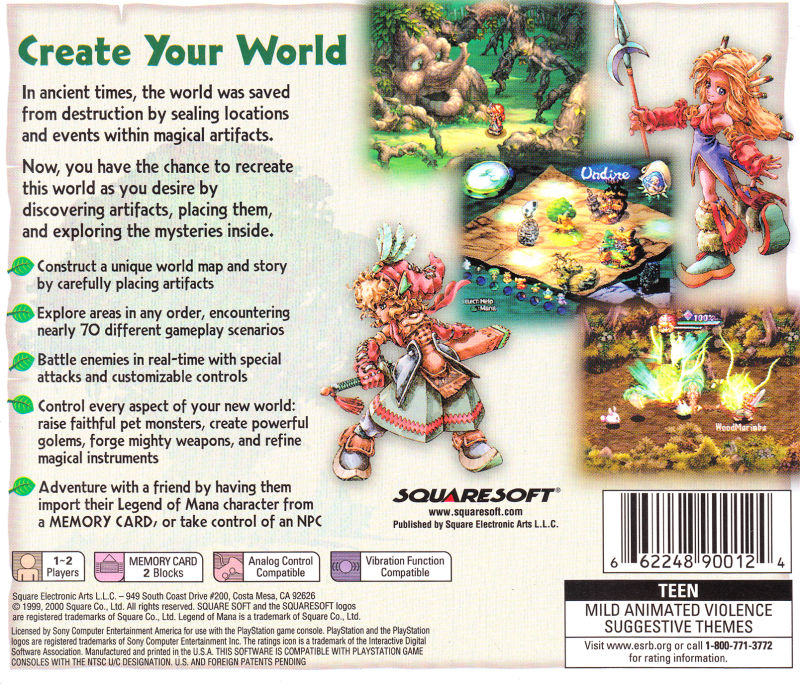 Create Your World
In ancient times, the world was saved
from destruction by sealing locations
and events within magical artifacts.
Now, you have the chance to recreate
this world as you desire by
discovering artifacts, placing them,
and exploring the mysteries inside.
Construct a unique world map and story
by carefully placing artifacts
Explore areas in any order, encountering
nearly 70 different gameplay scenarios
Battle enemies in real-time with special
attacks and customizable controls
Control every aspect of your new world:
raise faithful pet monsters, create powerful
golems, forge mighty weapons, and refine
magical instruments
Adventure with a friend by having them
import their Legend of Mana character from
a MEMORY CARD, or take control of an NPC
Undine
Select:Help
:Mana
100%
WoodMarimba
SQUARESOFT®
www.squaresoft.com
Published by Square Electronic Arts L.L.C.
6 62248 90012 4
1~2
Players
MEMORY CARD
2 Blocks
Analog Control
Compatible
Vibration Function
Compatible
Square Electronic Arts L.L.C. – 949 South Coast Drive #200, Costa Mesa, CA 92626
© 1999, 2000 Square Co., Ltd. All rights reserved. SQUARE SOFT and the SQUARESOFT logos
are registered trademarks of Square Co., Ltd. Legend of Mana is a trademark of Square Co., Ltd.
Licensed by Sony Computer Entertainment America for use with the PlayStation game console. PlayStation and the PlayStation
logos are registered trademarks of Sony Computer Entertainment Inc. The ratings icon is a trademark of the Interactive Digital
Software Association. Manufactured and printed in the U.S.A. THIS SOFTWARE IS COMPATIBLE WITH PLAYSTATION GAME
CONSOLES WITH THE NTSC U/C DESIGNATION. U.S. AND FOREIGN PATENTS PENDING
TEEN
MILD ANIMATED VIOLENCE
SUGGESTIVE THEMES
Visit www.esrb.org or call 1-800-771-3772
for rating information.